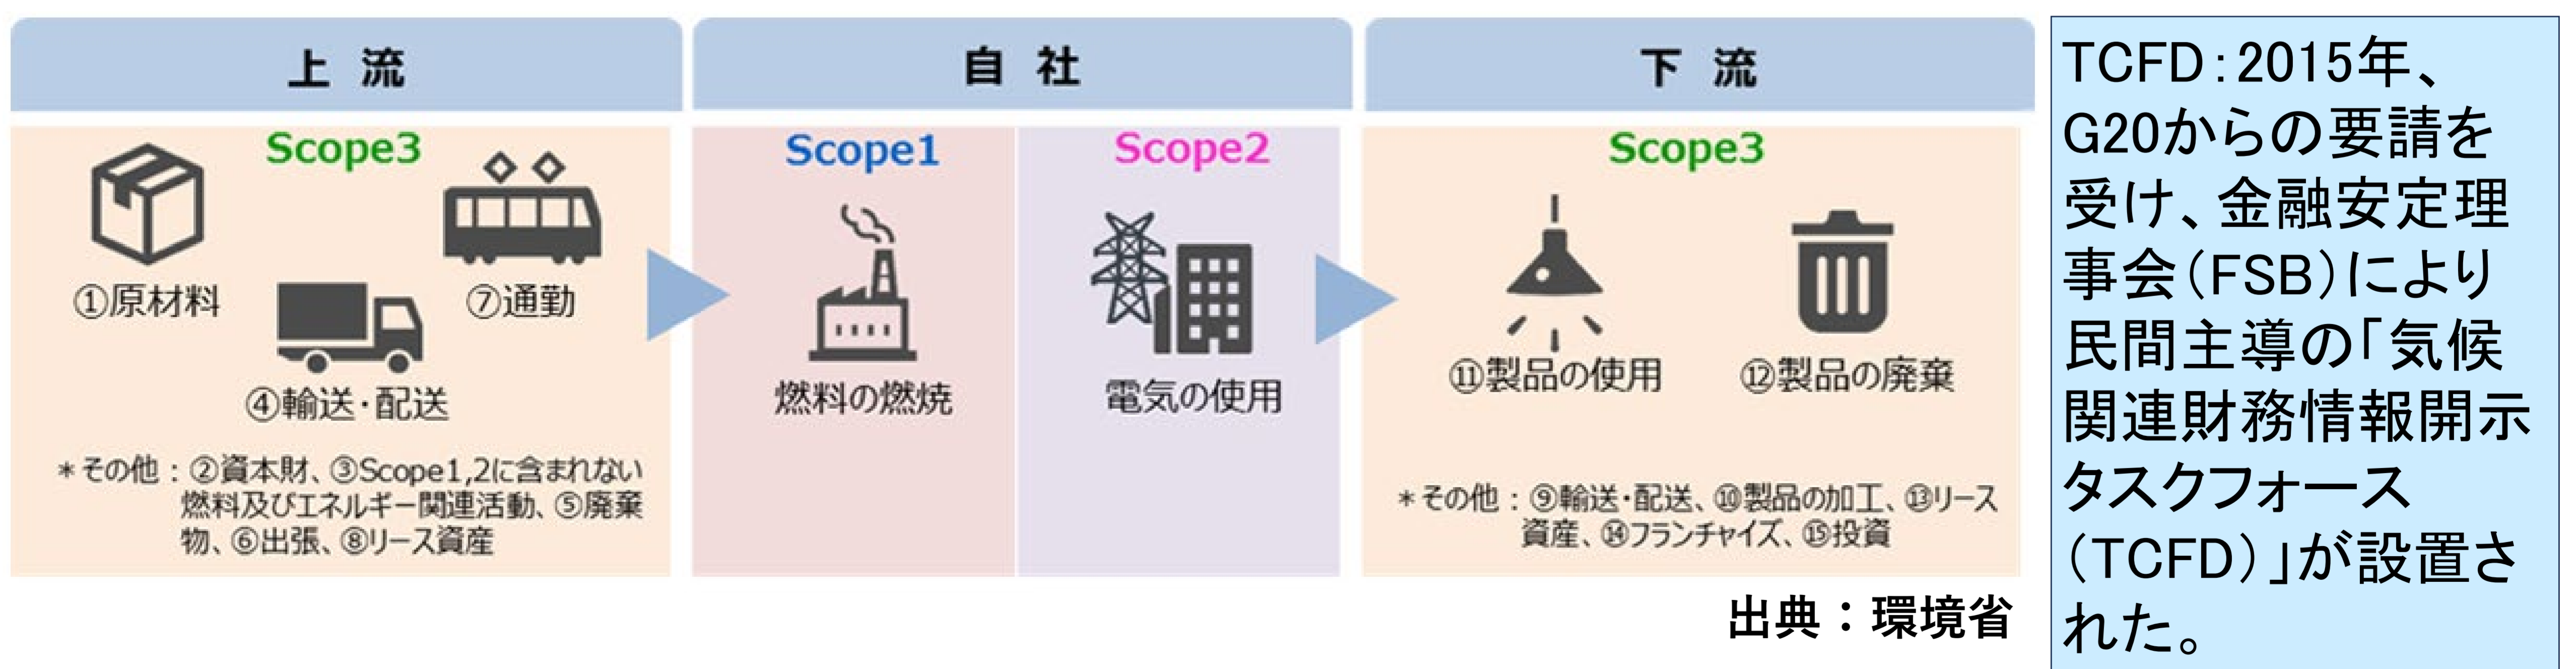 上 流
Scope3
①原材料
⑦通勤
④輸送・配送
＊その他：②資本財、③Scope1,2に含まれない
燃料及びエネルギー関連活動、⑤廃棄
物、⑥出張、⑧リース資産
自 社
Scope1
燃料の燃焼
Scope2
電気の使用
下 流
Scope3
⑪製品の使用
⑫製品の廃棄
＊その他：⑨輸送・配送、⑩製品の加工、⑬リース
資産、⑭フランチャイズ、⑮投資
出典：環境省
TCFD：2015年、
G20からの要請を
受け、金融安定理
事会（FSB）により
民間主導の「気候
関連財務情報開示
タスクフォース
（TCFD）」が設置さ
れた。